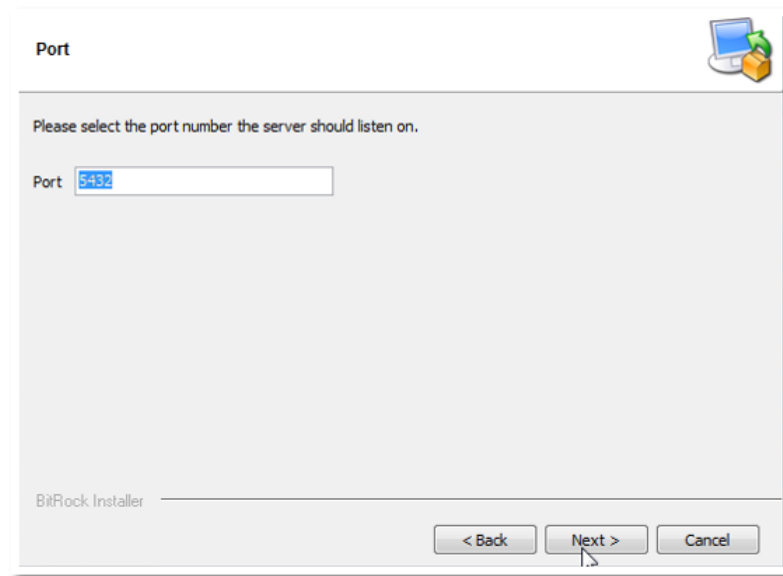 Port
Please select the port number the server should listen on.
Port 5432
BitRock Installer
< Back Next > Cancel